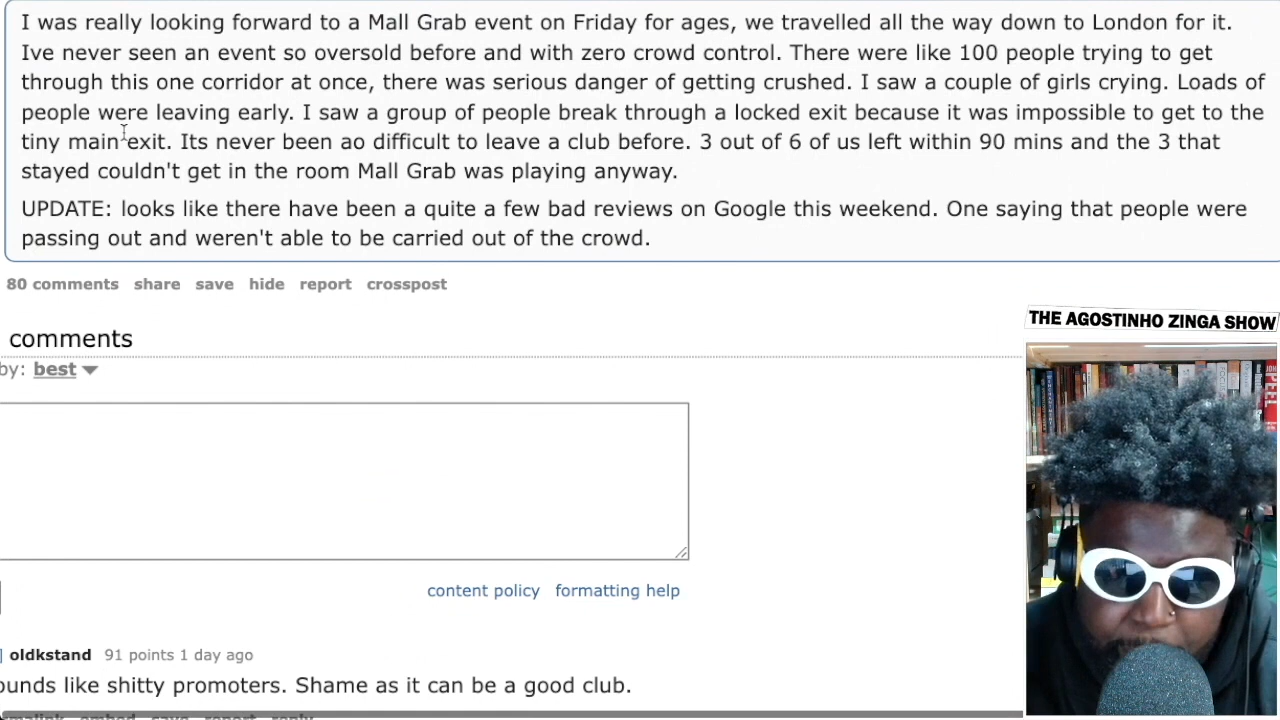 I was really looking forward to a Mall Grab event on Friday for ages, we travelled all the way down to London for it.
Ive never seen an event so oversold before and with zero crowd control. There were like 100 people trying to get
through this one corridor at once, there was serious danger of getting crushed. I saw a couple of girls crying. Loads of
people were leaving early. I saw a group of people break through a locked exit because it was impossible to get to the
tiny main exit. Its never been ao difficult to leave a club before. 3 out of 6 of us left within 90 mins and the 3 that
stayed couldn't get in the room Mall Grab was playing anyway.
UPDATE: looks like there have been a quite a few bad reviews on Google this weekend. One saying that people were
passing out and weren't able to be carried out of the crowd.
80 comments share save hide report crosspost
comments
by: best
THE AGOSTINHO ZINGA SHOW
content policy formatting help
oldkstand 91 points 1 day ago
ounds like shitty promoters. Shame as it can be a good club.
malink embed save report reply